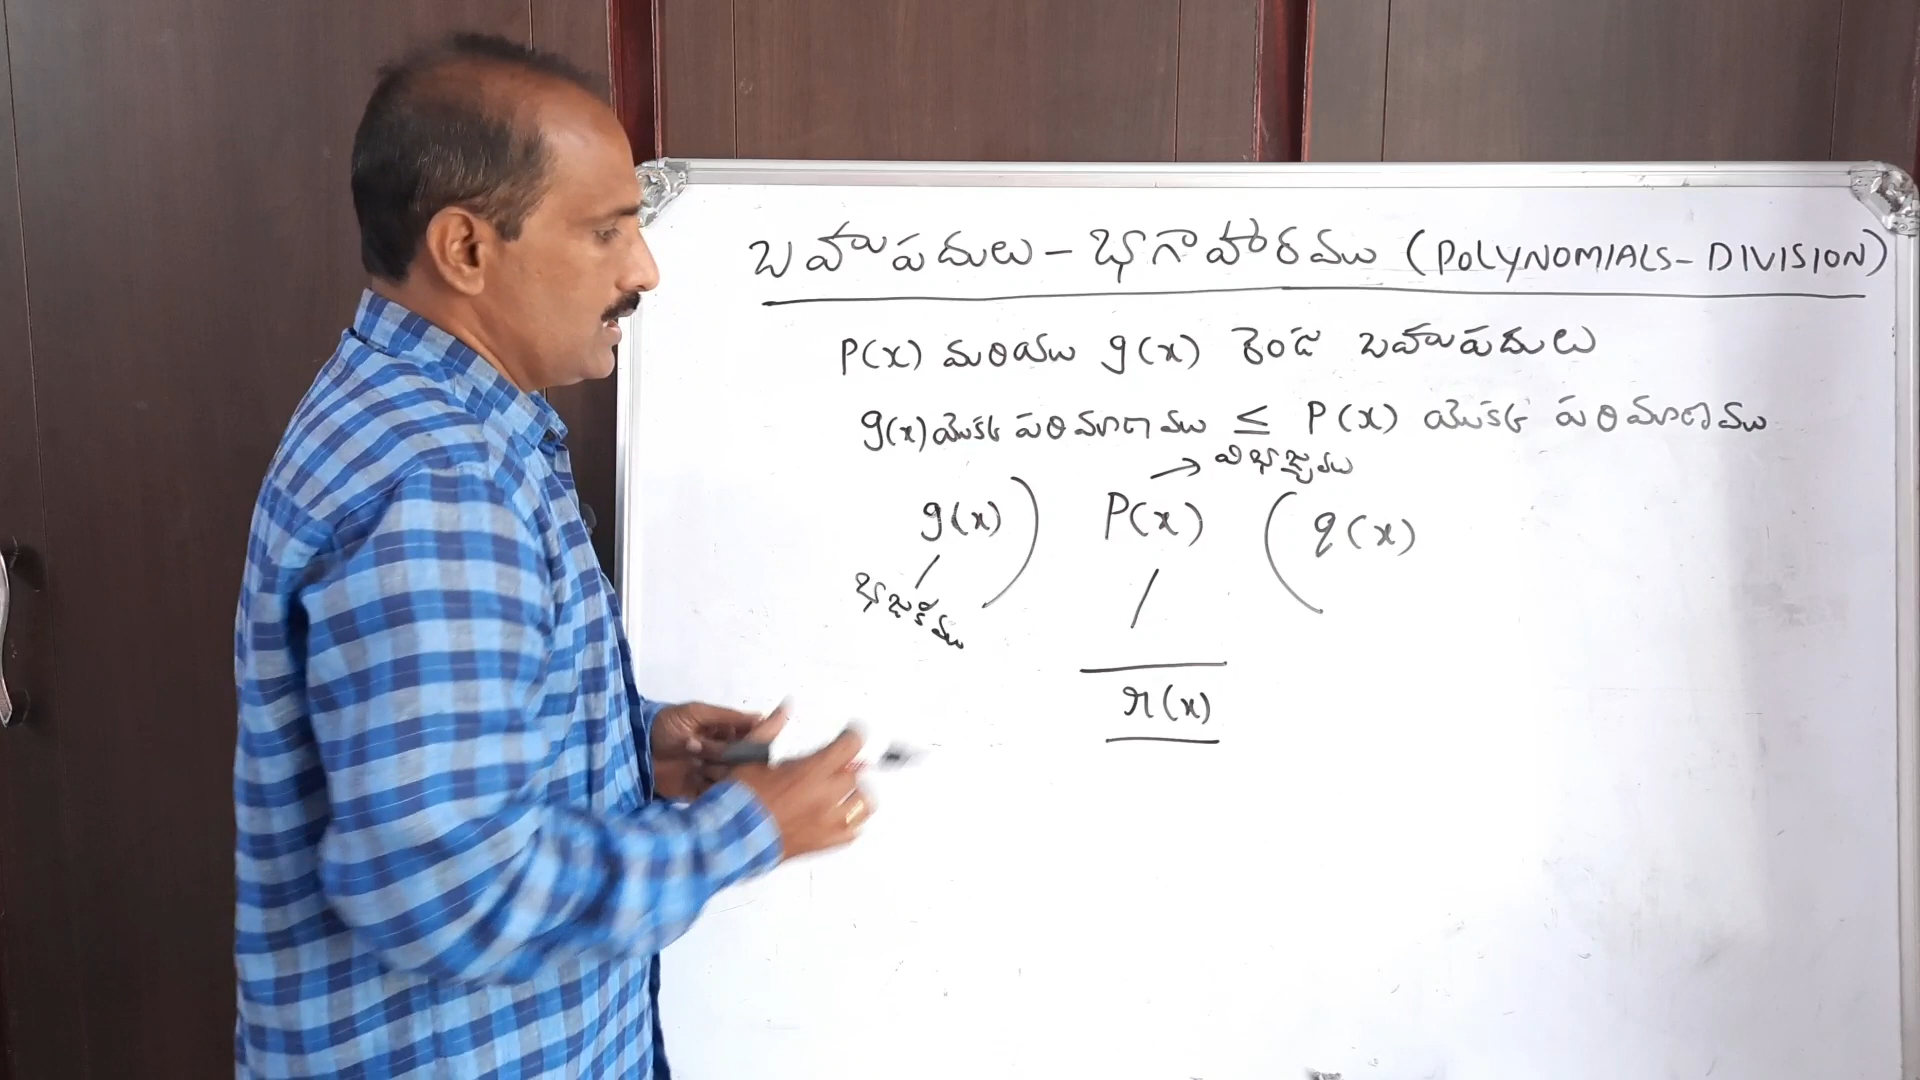 బహుపదులు - భాగాహారము (POLYNOMIALS - DIVISION)
P(x) మరియు g(x) రెండు బహుపదులు
g(x) యొక్క పరిమాణము ≤ P(x) యొక్క పరిమాణము
→ విభాజ్యము
g(x) ) P(x) ( q(x)
భాజకము
r(x)